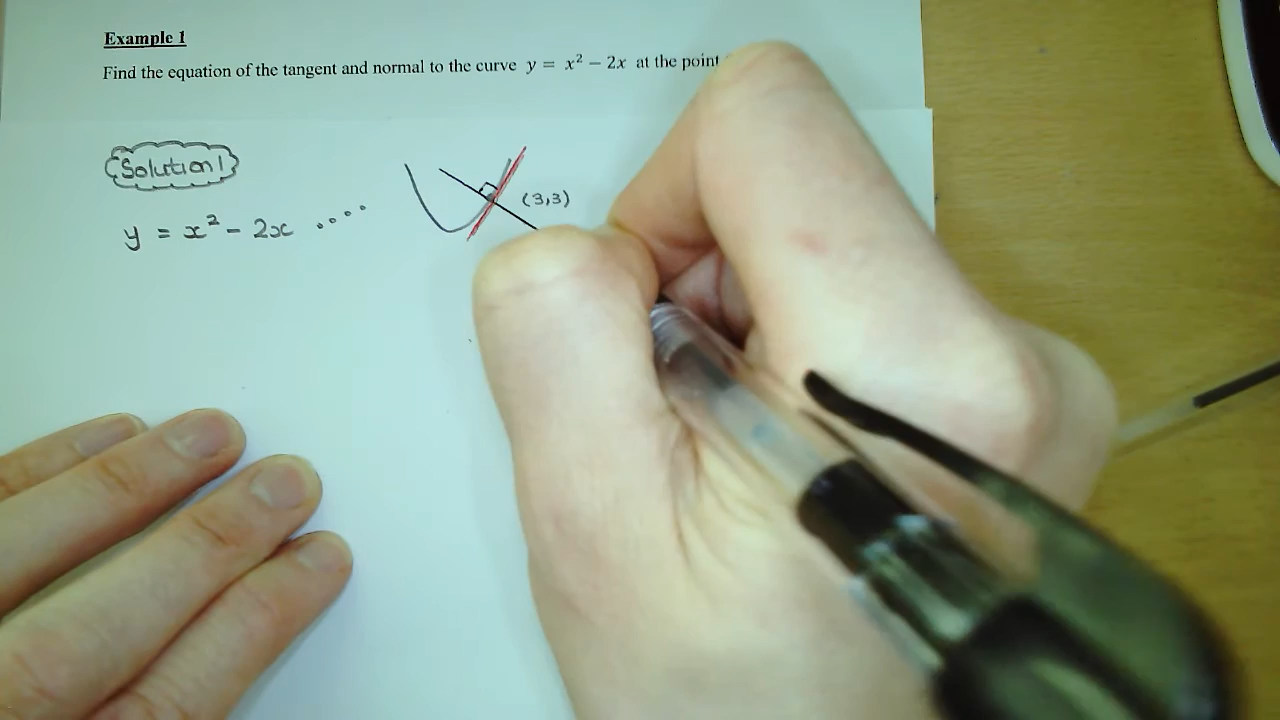 Example 1
Find the equation of the tangent and normal to the curve y = x² − 2x at the point
Solution!
(3,3)
y = x² - 2x ....